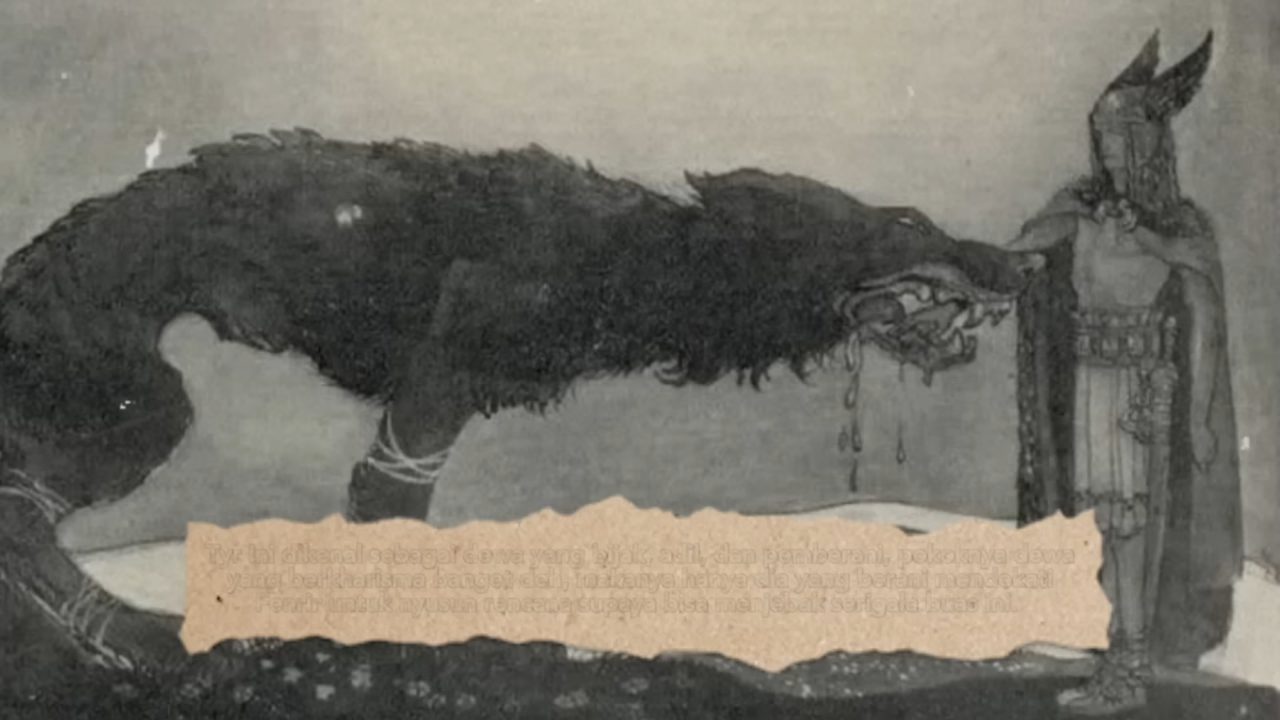 Tyr ini dikenal sebagai dewa yang bijak, adil, dan pemberani, pokoknya dewa
yang berkharisma banget deh, makanya hanya dia yang berani mendekati
Fenrir untuk nyusun rencana supaya bisa menjebak serigala buas ini.